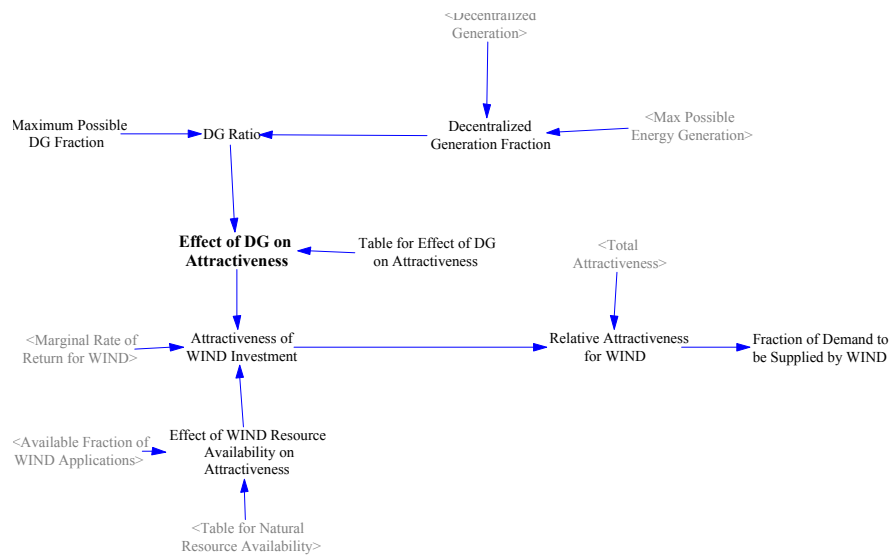 <Decentralized
Generation>
Maximum Possible
DG Fraction
DG Ratio
Decentralized
Generation Fraction
<Max Possible
Energy Generation>
Effect of DG on
Attractiveness
Table for Effect of DG
on Attractiveness
<Total
Attractiveness>
<Marginal Rate of
Return for WIND>
Attractiveness of
WIND Investment
Relative Attractiveness
for WIND
Fraction of Demand to
be Supplied by WIND
<Available Fraction of
WIND Applications>
Effect of WIND Resource
Availability on
Attractiveness
<Table for Natural
Resource Availability>